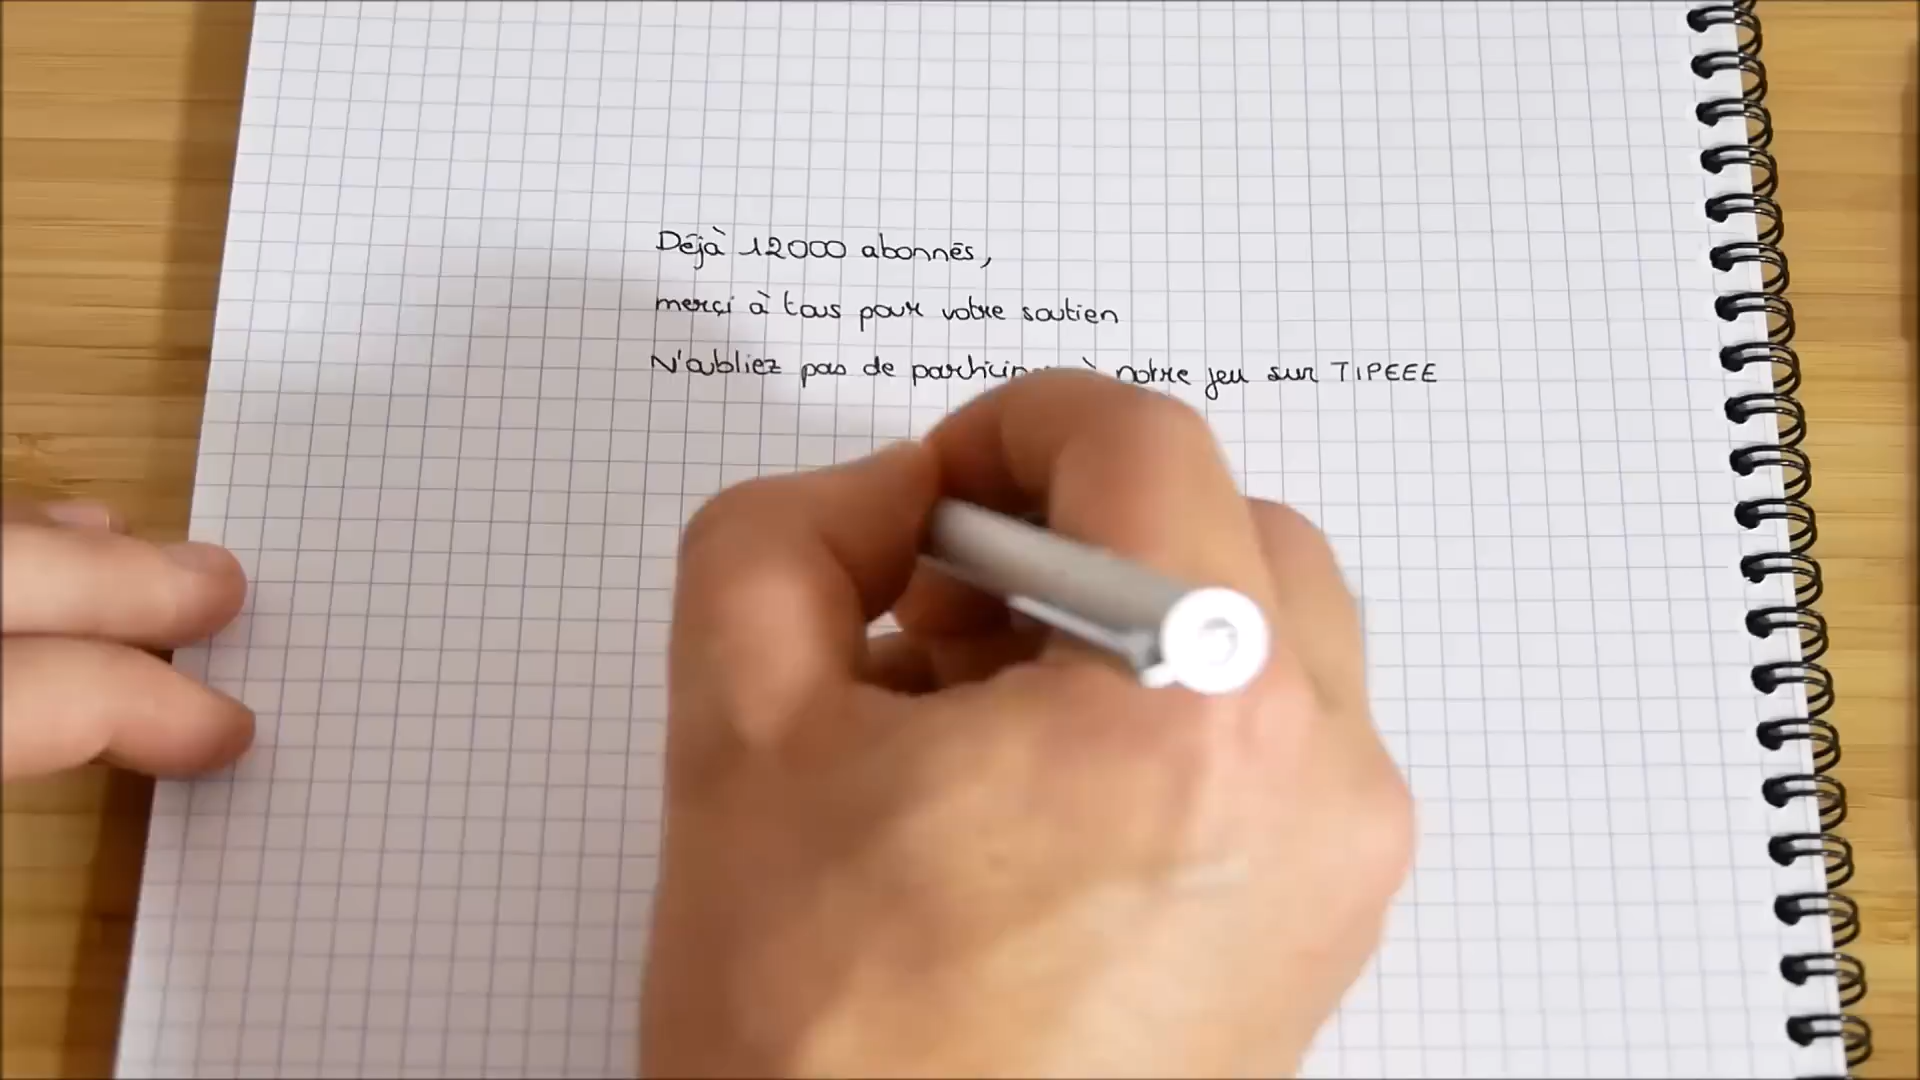 Déjà 12000 abonnés,
merçi à tous pour votre soutien
N'oubliez pas de à notre jeu sur TIPEEE